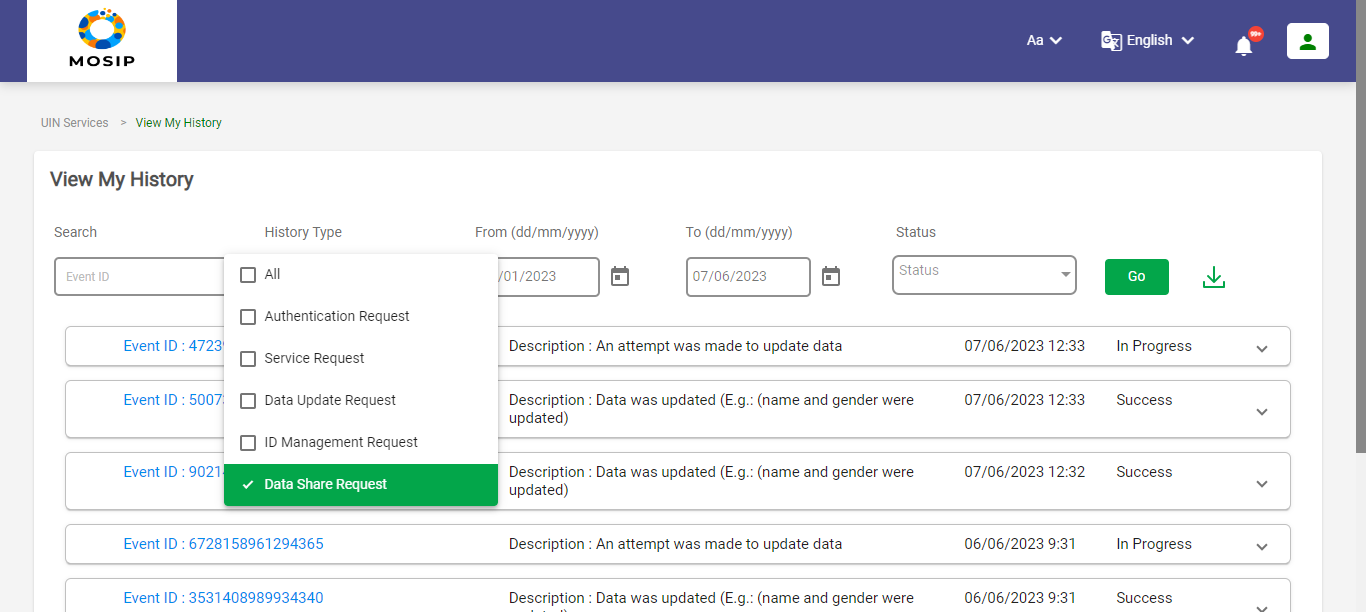 MOSIP
Aa
English
99+
UIN Services > View My History
View My History
Search
History Type
From (dd/mm/yyyy)
To (dd/mm/yyyy)
Status
Event ID
/01/2023
07/06/2023
Status
Go
All
Authentication Request
Service Request
Data Update Request
ID Management Request
Data Share Request
Event ID : 4723
Description : An attempt was made to update data
07/06/2023 12:33
In Progress
Event ID : 5007
Description : Data was updated (E.g.: (name and gender were
updated)
07/06/2023 12:33
Success
Event ID : 9021
Description : Data was updated (E.g.: (name and gender were
updated)
07/06/2023 12:32
Success
Event ID : 6728158961294365
Description : An attempt was made to update data
06/06/2023 9:31
In Progress
Event ID : 3531408989934340
Description : Data was updated (E.g.: (name and gender were
06/06/2023 9:31
Success